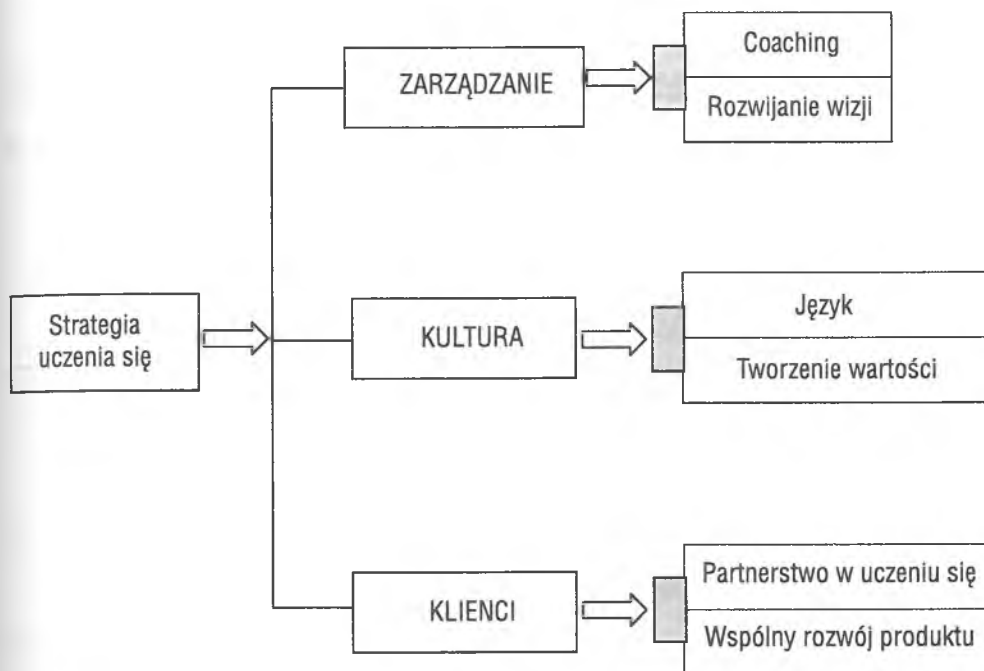 Strategia
uczenia się
ZARZĄDZANIE
Coaching
Rozwijanie wizji
KULTURA
Język
Tworzenie wartości
KLIENCI
Partnerstwo w uczeniu się
Wspólny rozwój produktu